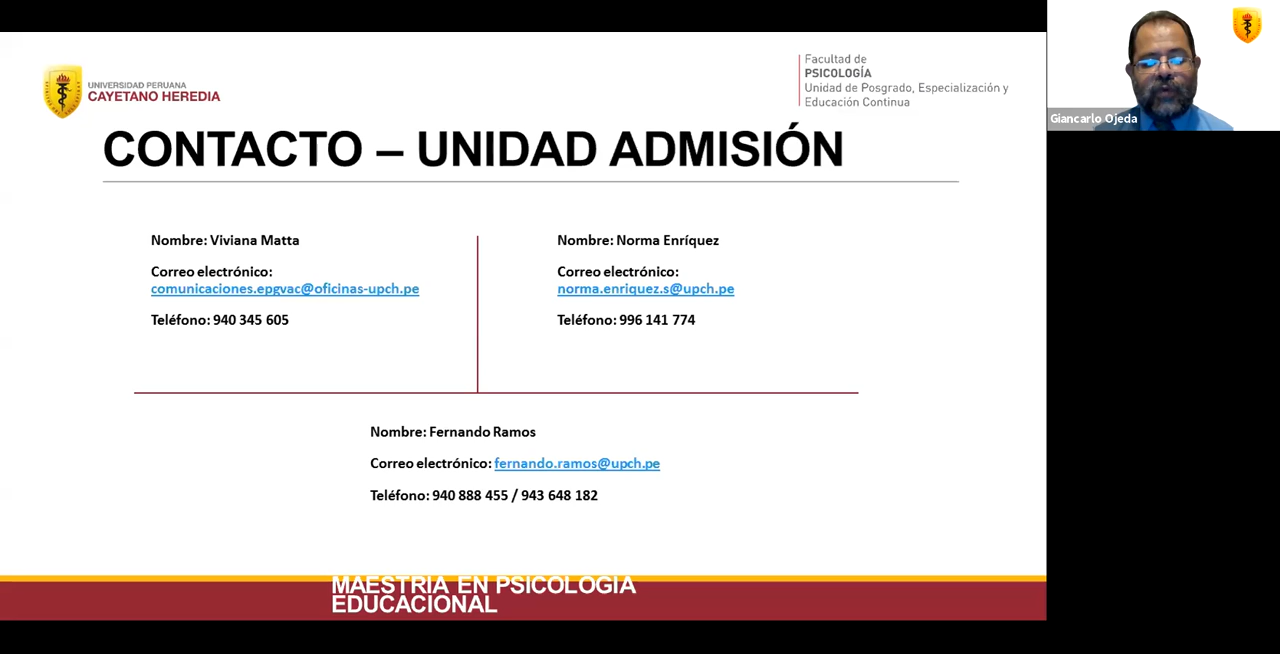 UNIVERSIDAD PERUANA
CAYETANO HEREDIA
Facultad de
PSICOLOGÍA
Unidad de Posgrado, Especialización y
Educación Continua
Giancarlo Ojeda
CONTACTO – UNIDAD ADMISIÓN
Nombre: Viviana Matta
Correo electrónico:
comunicaciones.epgvac@oficinas-upch.pe
Teléfono: 940 345 605
Nombre: Norma Enríquez
Correo electrónico:
norma.enriquez.s@upch.pe
Teléfono: 996 141 774
Nombre: Fernando Ramos
Correo electrónico: fernando.ramos@upch.pe
Teléfono: 940 888 455 / 943 648 182
MAESTRIA EN PSICOLOGIA
EDUCACIONAL